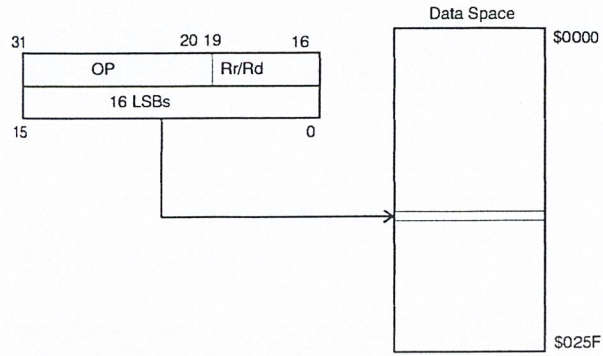 Data Space
31 20 19 16
$0000
OP Rr/Rd
16 LSBs
15 0
$025F